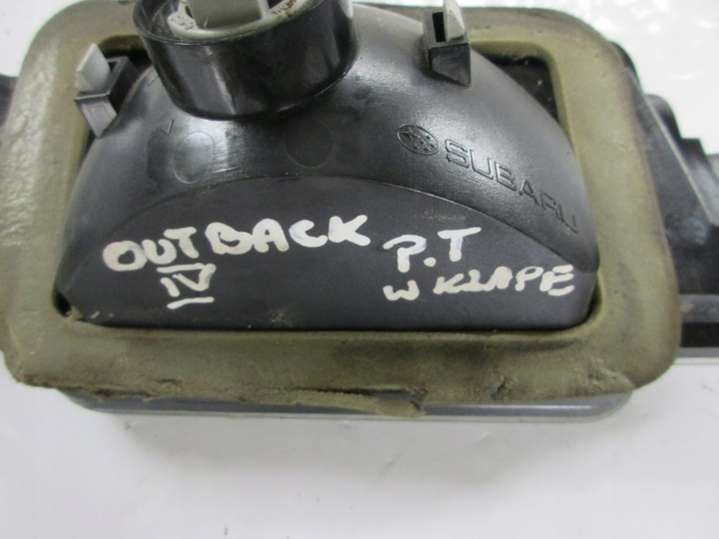 SUBARU
OUTBACK P.T
IV W KLAPE